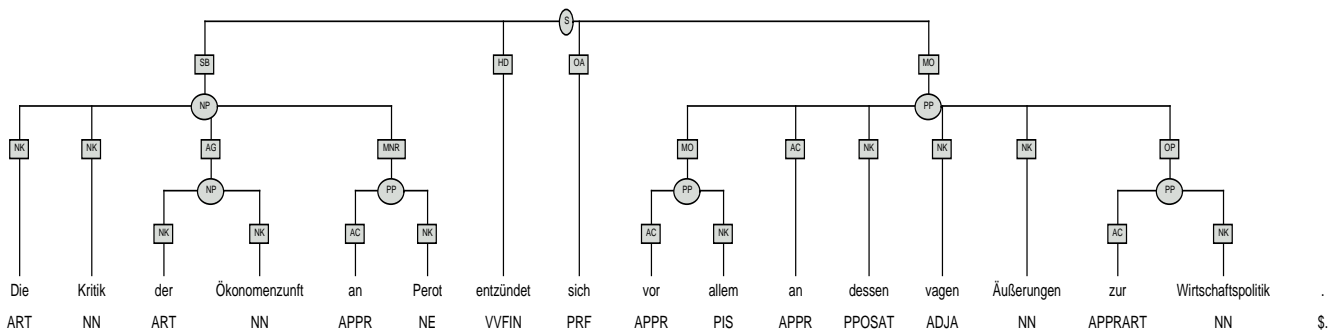 S
SB HD OA MO
NP PP
NK NK AG MNR MO AC NK NK NK OP
NP PP PP PP
NK NK AC NK AC NK AC NK
Die Kritik der Ökonomenzunft an Perot entzündet sich vor allem an dessen vagen Äußerungen zur Wirtschaftspolitik .
ART NN ART NN APPR NE VVFIN PRF APPR PIS APPR PPOSAT ADJA NN APPRART NN $.